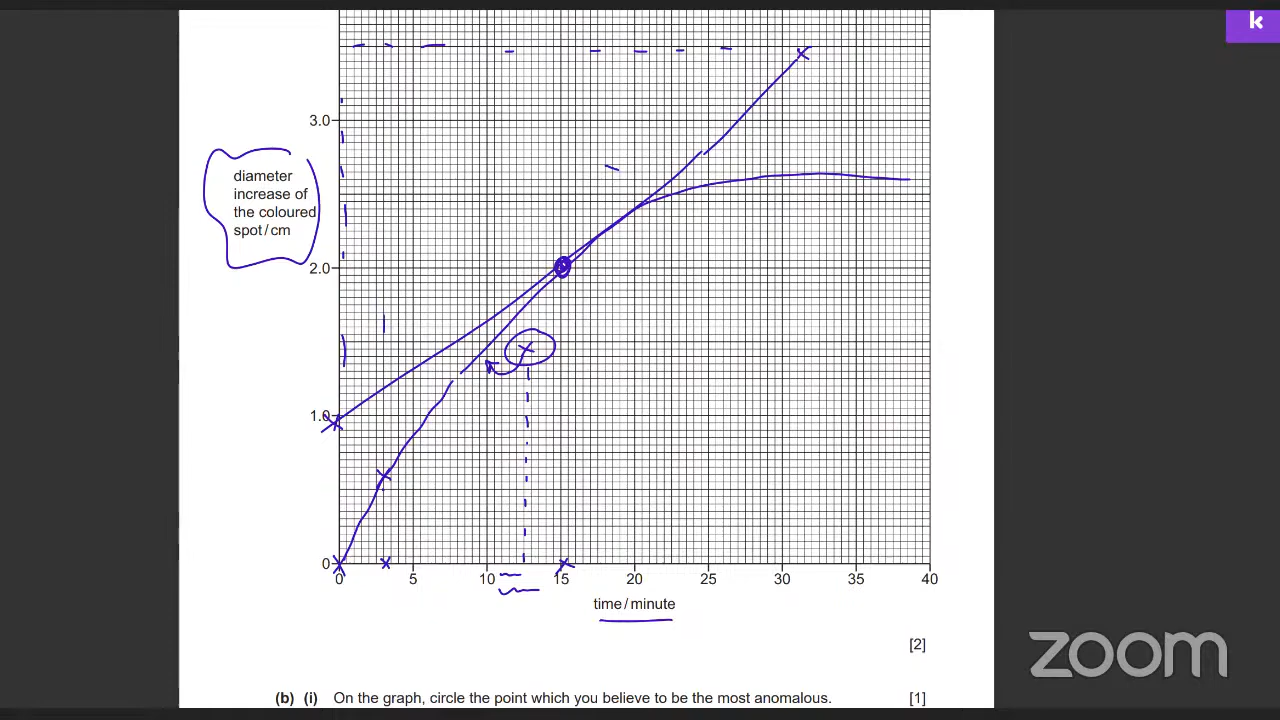 k
3.0
diameter
increase of
the coloured
spot/cm
2.0
1.0
0
0 5 10 15 20 25 30 35 40
time/minute
[2]
zoom
(b) (i) On the graph, circle the point which you believe to be the most anomalous. [1]